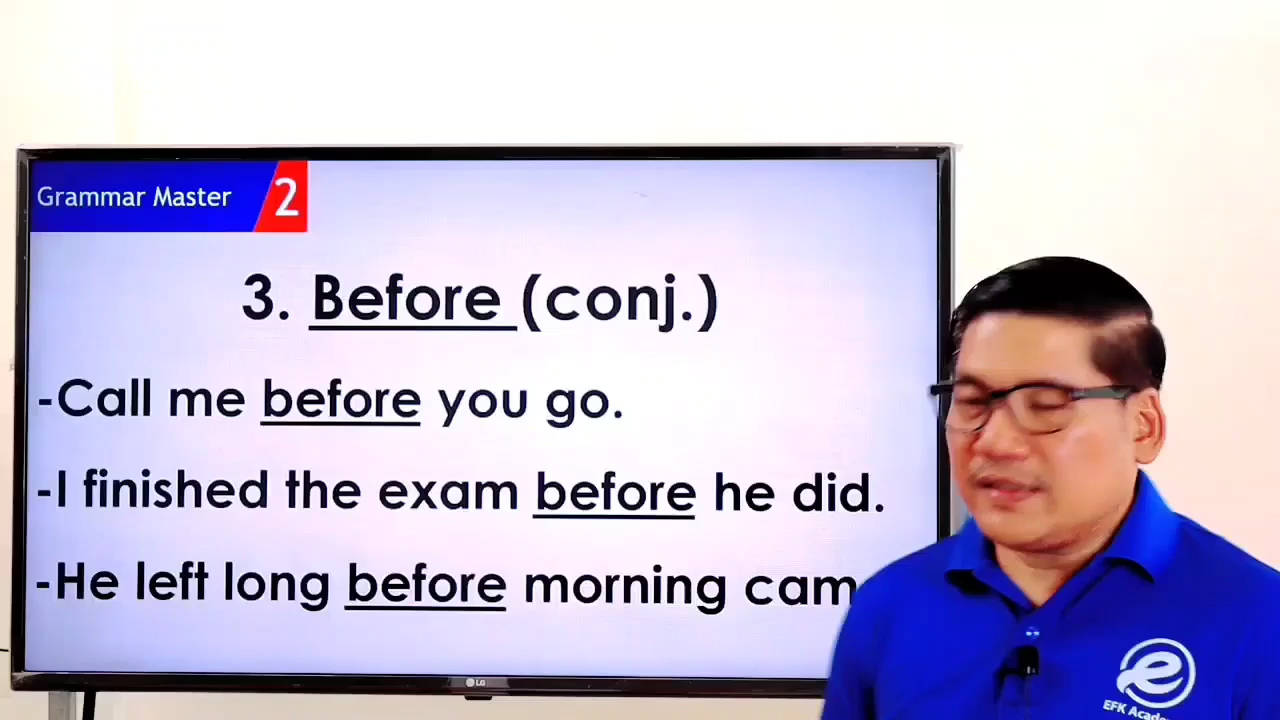 Grammar Master 2
3. Before (conj.)
-Call me before you go.
-I finished the exam before he did.
-He left long before morning
LG
EFK